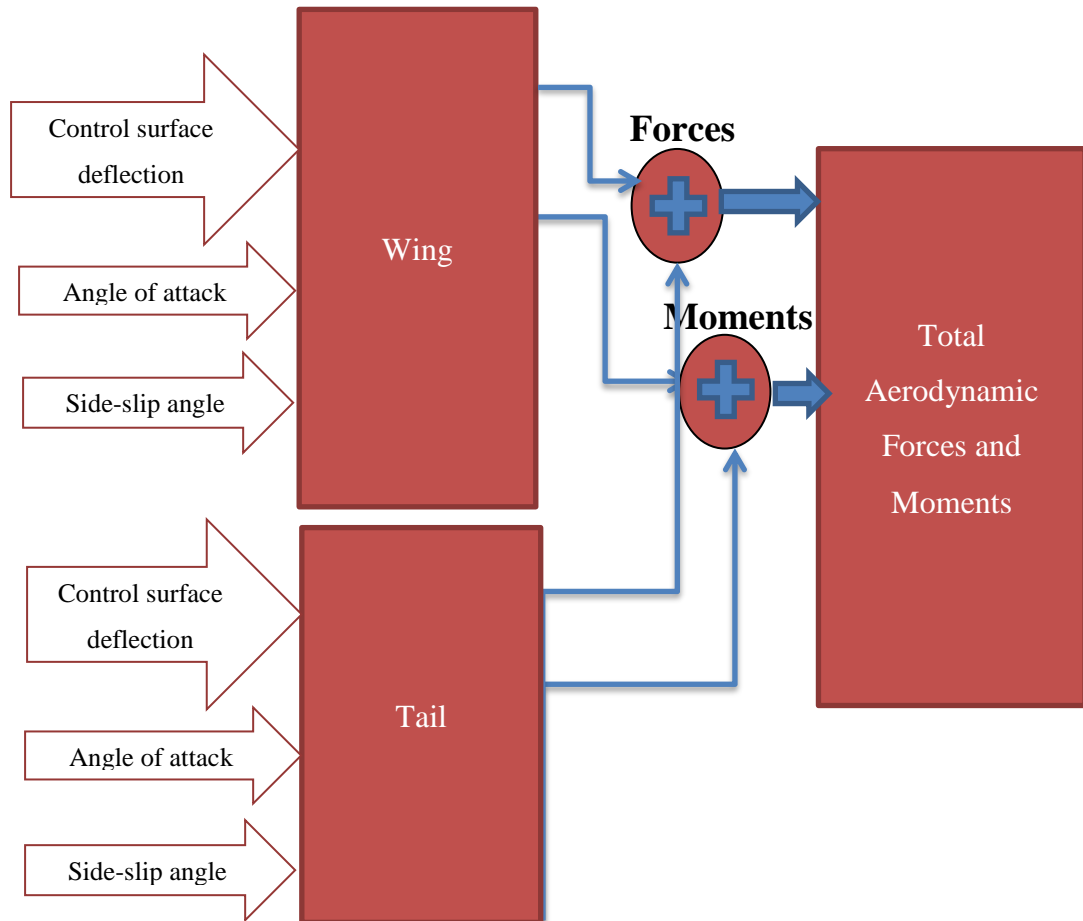 Control surface
deflection
Angle of attack
Side-slip angle
Wing
Forces
Moments
Total
Aerodynamic
Forces and
Moments
Control surface
deflection
Angle of attack
Side-slip angle
Tail